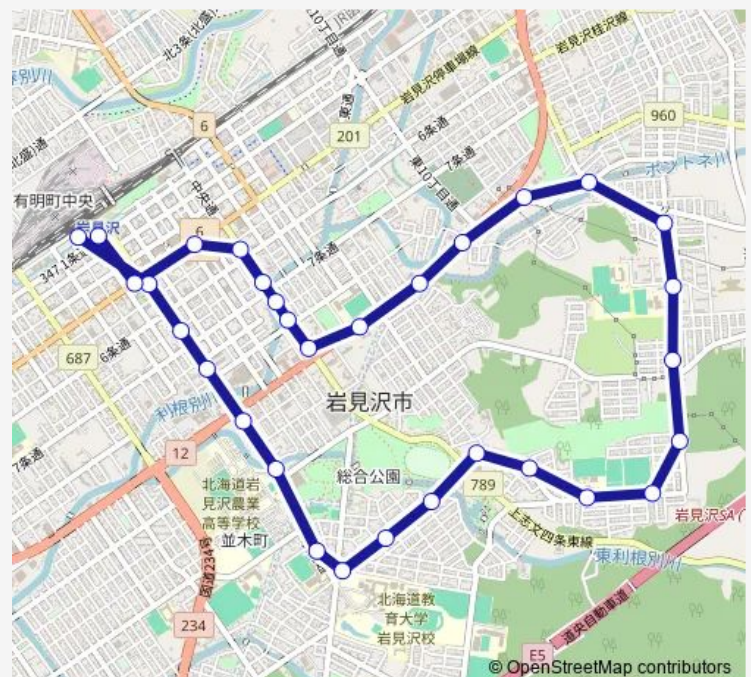 北3条(北盛)通
東10丁目通
岩見沢桂沢線
岩見沢停車場線
6
東通
201
960
6条通
7条通
東10丁目通
ポントネ川
有明町中央
中央通
岩見沢
6
7条通
687
6条通
利根別川
岩見沢市
12
7条通
総合公園
北海道岩
見沢農業
高等学校
789
並木町
上志文四条東線
岩見沢SA
東利根別川
国道234号
道央自動車道
北海道教
育大学
岩見沢校
234
E5
© OpenStreetMap contributors